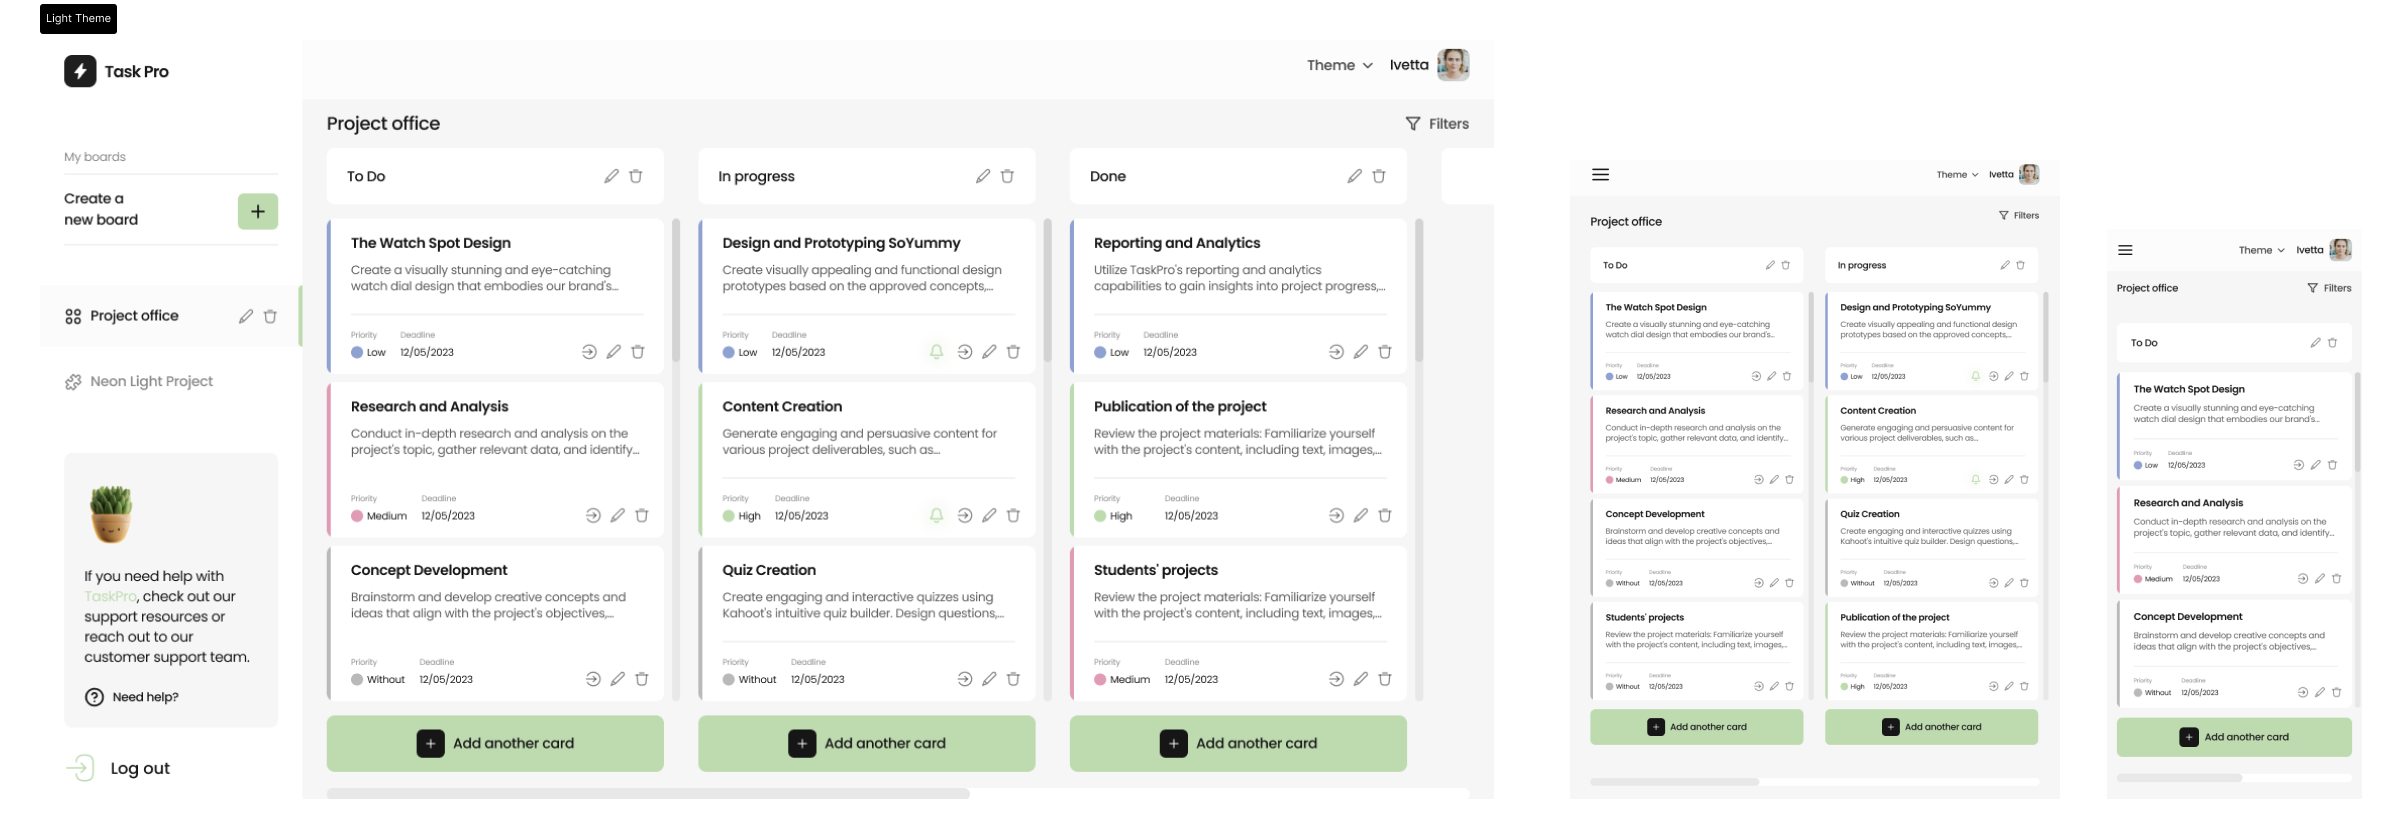 Light Theme
Task Pro
My boards
Create a
new board
Project office
Neon Light Project
If you need help with
TaskPro, check out our
support resources or
reach out to our
customer support team.
Need help?
Log out
Theme
Ivetta
Project office
Filters
To Do
The Watch Spot Design
Create a visually stunning and eye-catching
watch dial design that embodies our brand's...
Priority Deadline
Low 12/05/2023
Research and Analysis
Conduct in-depth research and analysis on the
project's topic, gather relevant data, and identify...
Priority Deadline
Medium 12/05/2023
Concept Development
Brainstorm and develop creative concepts and
ideas that align with the project's objectives,...
Priority Deadline
Without 12/05/2023
Add another card
In progress
Design and Prototyping SoYummy
Create visually appealing and functional design
prototypes based on the approved concepts,...
Priority Deadline
Low 12/05/2023
Content Creation
Generate engaging and persuasive content for
various project deliverables, such as...
Priority Deadline
High 12/05/2023
Quiz Creation
Create engaging and interactive quizzes using
Kahoot's intuitive quiz builder. Design questions,...
Priority Deadline
Without 12/05/2023
Add another card
Done
Reporting and Analytics
Utilize TaskPro's reporting and analytics
capabilities to gain insights into project progress,...
Priority Deadline
Low 12/05/2023
Publication of the project
Review the project materials: Familiarize yourself
with the project's content, including text, images,...
Priority Deadline
High 12/05/2023
Students' projects
Review the project materials: Familiarize yourself
with the project's content, including text, images,...
Priority Deadline
Medium 12/05/2023
Add another card
Theme
Ivetta
Project office
Filters
To Do
The Watch Spot Design
Create a visually stunning and eye-catching
watch dial design that embodies our brand's...
Priority Deadline
Low 12/05/2023
Research and Analysis
Conduct in-depth research and analysis on the
project's topic, gather relevant data, and identify...
Priority Deadline
Medium 12/05/2023
Concept Development
Brainstorm and develop creative concepts and
ideas that align with the project's objectives,...
Priority Deadline
Without 12/05/2023
Students' projects
Review the project materials: Familiarize yourself
with the project's content, including text, images,...
Priority Deadline
Without 12/05/2023
Add another card
In progress
Design and Prototyping SoYummy
Create visually appealing and functional design
prototypes based on the approved concepts,...
Priority Deadline
Low 12/05/2023
Content Creation
Generate engaging and persuasive content for
various project deliverables, such as...
Priority Deadline
High 12/05/2023
Quiz Creation
Create engaging and interactive quizzes using
Kahoot's intuitive quiz builder. Design questions,...
Priority Deadline
Without 12/05/2023
Publication of the project
Review the project materials: Familiarize yourself
with the project's content, including text, images,...
Priority Deadline
High 12/05/2023
Add another card
Theme
Ivetta
Project office
Filters
To Do
The Watch Spot Design
Create a visually stunning and eye-catching
watch dial design that embodies our brand's...
Priority Deadline
Low 12/05/2023
Research and Analysis
Conduct in-depth research and analysis on the
project's topic, gather relevant data, and identify...
Priority Deadline
Medium 12/05/2023
Concept Development
Brainstorm and develop creative concepts and
ideas that align with the project's objectives,...
Priority Deadline
Without 12/05/2023
Add another card